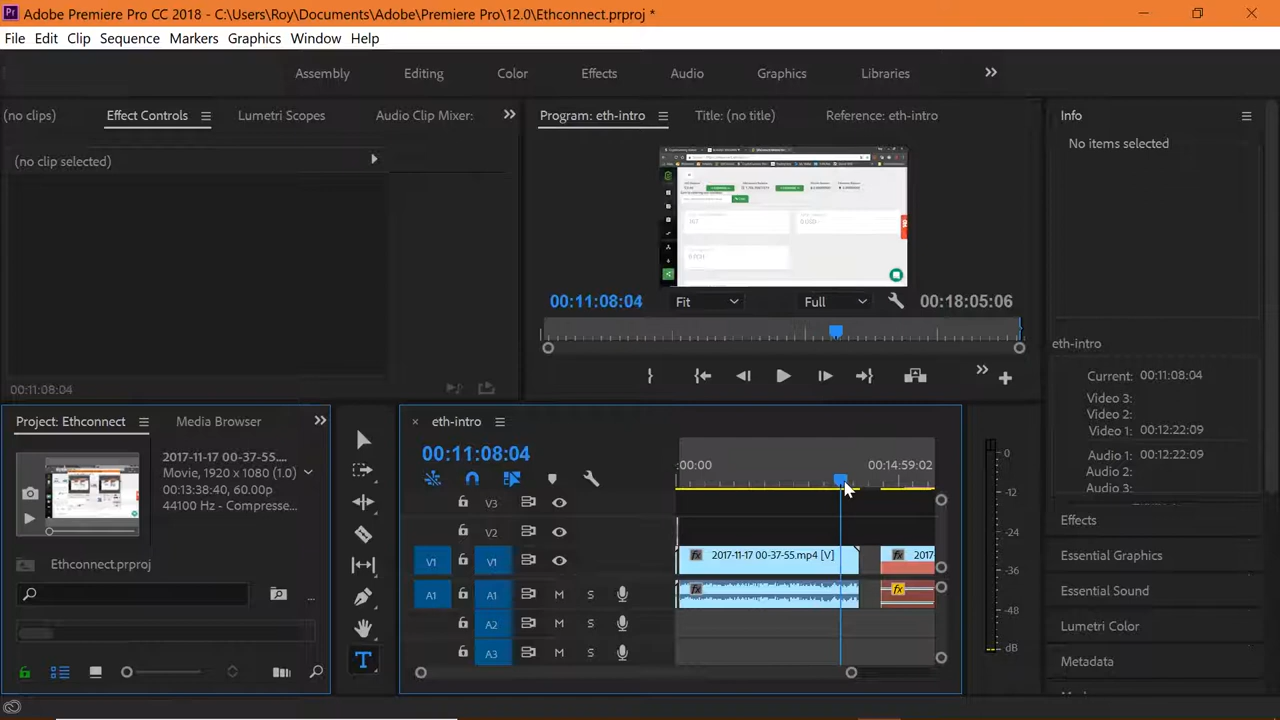 Pr Adobe Premiere Pro CC 2018 - C:\Users\Roy\Documents\Adobe\Premiere Pro\12.0\Ethconnect.prproj *
File Edit Clip Sequence Markers Graphics Window Help
Assembly Editing Color Effects Audio Graphics Libraries
(no clips) Effect Controls Lumetri Scopes Audio Clip Mixer: Program: eth-intro Title: (no title) Reference: eth-intro Info
(no clip selected) No items selected
00:11:08:04 Fit Full 00:18:05:06
eth-intro
00:11:08:04 Current: 00:11:08:04
Video 3:
Video 2:
Video 1: 00:12:22:09
Audio 1: 00:12:22:09
Audio 2:
Audio 3:
Project: Ethconnect Media Browser × eth-intro
2017-11-17 00-37-55.... 00:11:08:04
Movie, 1920 x 1080 (1.0) :00:00 00:14:59:02
00:13:38:40, 60.00p
44100 Hz - Compresse...
V3
V2
V1 V1 fx 2017-11-17 00-37-55.mp4 [V] fx 2017-
A1 A1 M S fx fx
A2 M S
A3 M S
0
-12
-24
-36
-48
dB
Ethconnect.prproj
...
T
Effects
Essential Graphics
Essential Sound
Lumetri Color
Metadata